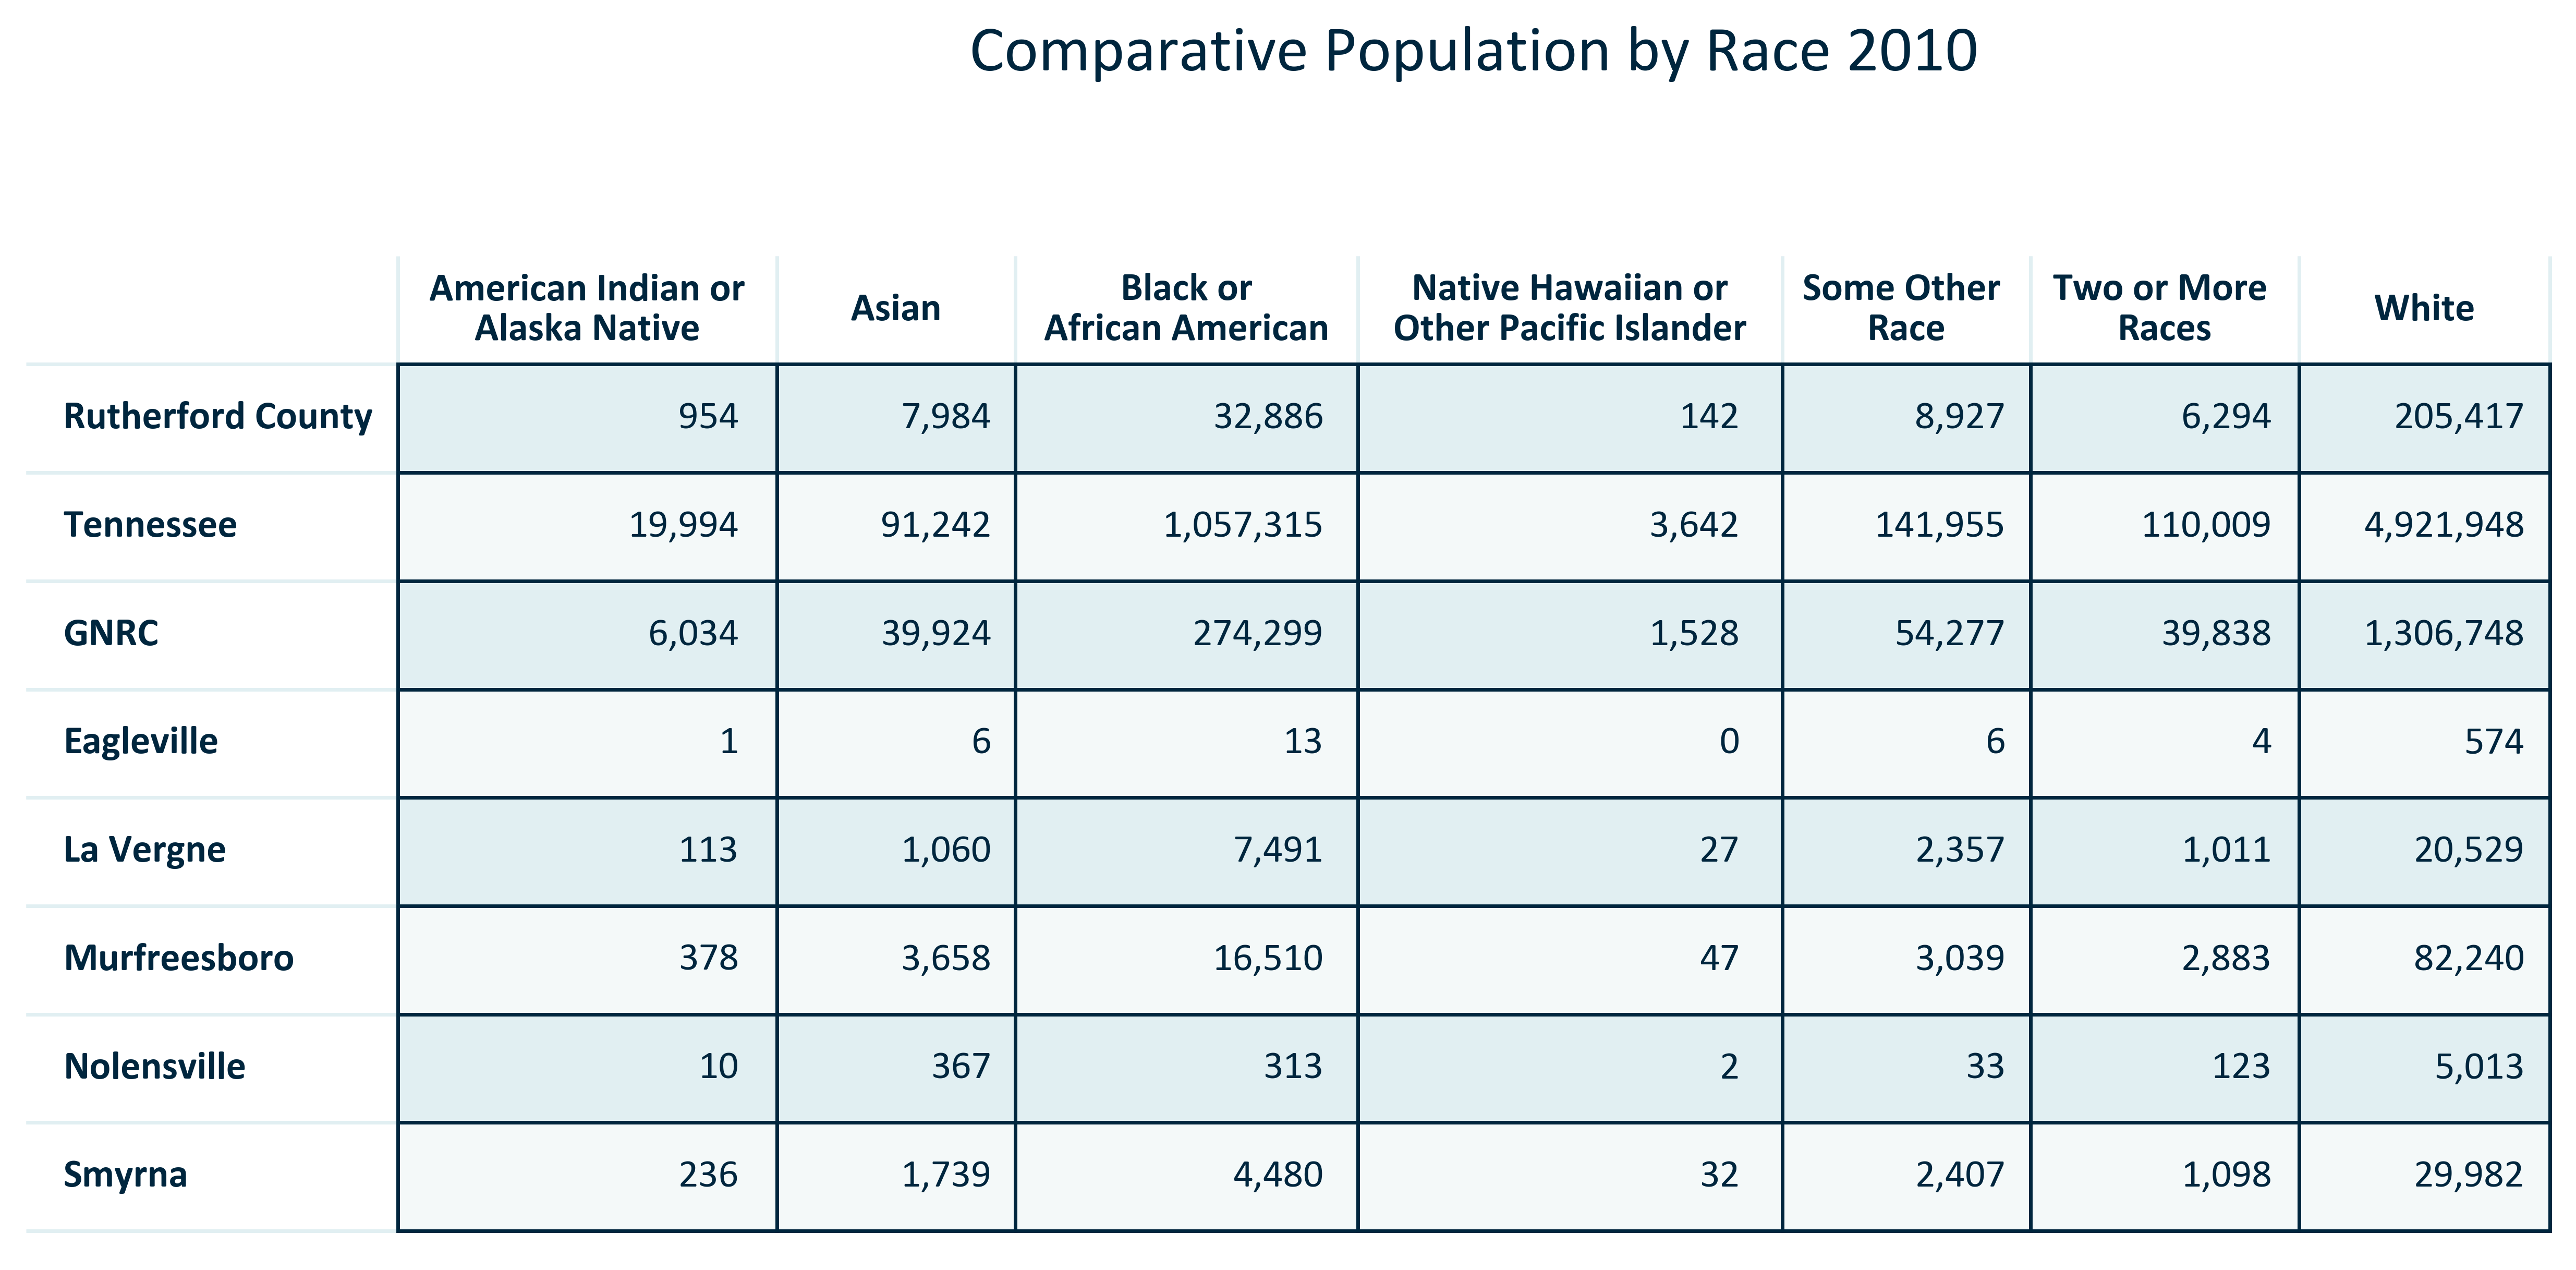 Comparative Population by Race 2010
American Indian or Alaska Native Asian Black or African American Native Hawaiian or Other Pacific Islander Some Other Race Two or More Races White
Rutherford County 954 7,984 32,886 142 8,927 6,294 205,417
Tennessee 19,994 91,242 1,057,315 3,642 141,955 110,009 4,921,948
GNRC 6,034 39,924 274,299 1,528 54,277 39,838 1,306,748
Eagleville 1 6 13 0 6 4 574
La Vergne 113 1,060 7,491 27 2,357 1,011 20,529
Murfreesboro 378 3,658 16,510 47 3,039 2,883 82,240
Nolensville 10 367 313 2 33 123 5,013
Smyrna 236 1,739 4,480 32 2,407 1,098 29,982